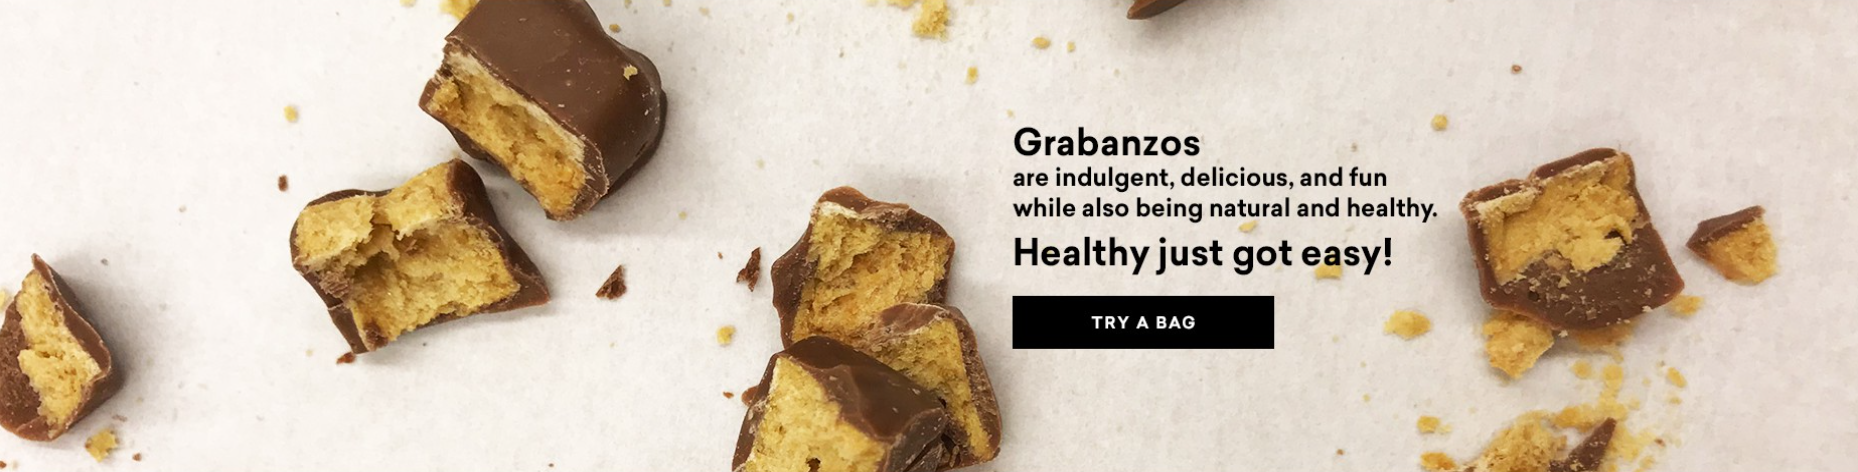 Grabanzos
are indulgent, delicious, and fun
while also being natural and healthy.
Healthy just got easy!
TRY A BAG